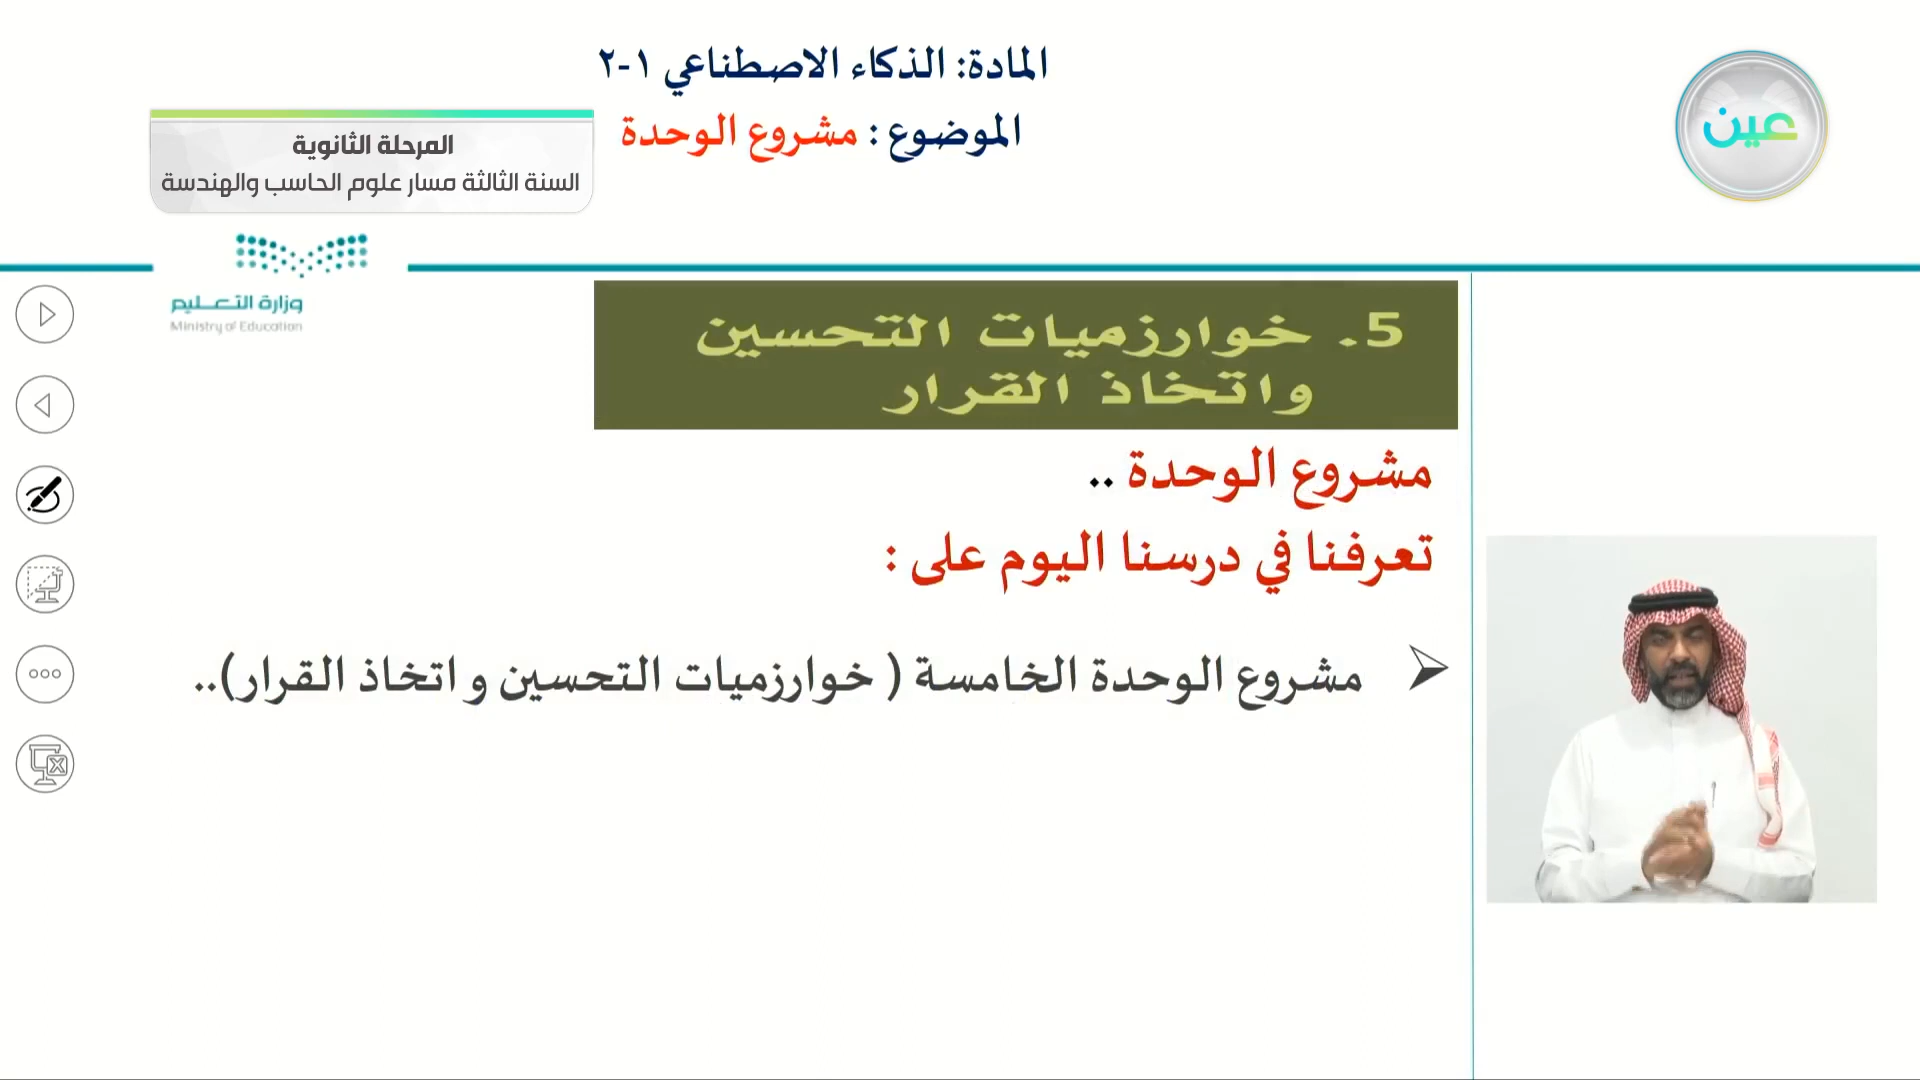 المادة: الذكاء الاصطناعي ١-٢
الموضوع : مشروع الوحدة
عين
المرحلة الثانوية
السنة الثالثة مسار علوم الحاسب والهندسة
وزارة التعـــليم
Ministry of Education
5. خوارزميات التحسين
واتخاذ القرار
مشروع الوحدة ..
تعرفنا في درسنا اليوم على :
مشروع الوحدة الخامسة ( خوارزميات التحسين و اتخاذ القرار)..